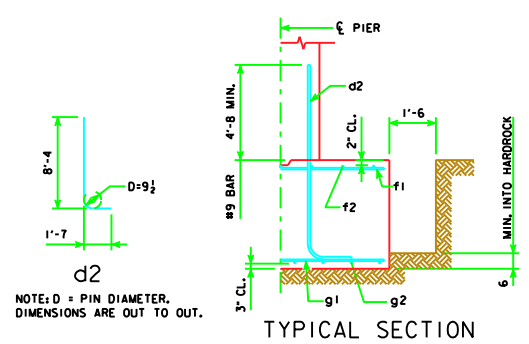 ℄ PIER
d2
1'-6
4'-8 MIN.
2" CL.
MIN. INTO HARDROCK
8'-4
D=9½
#9 BAR
f1
f2
1'-7
d2
6
NOTE: D = PIN DIAMETER.
DIMENSIONS ARE OUT TO OUT.
3" CL.
g1
g2
TYPICAL SECTION